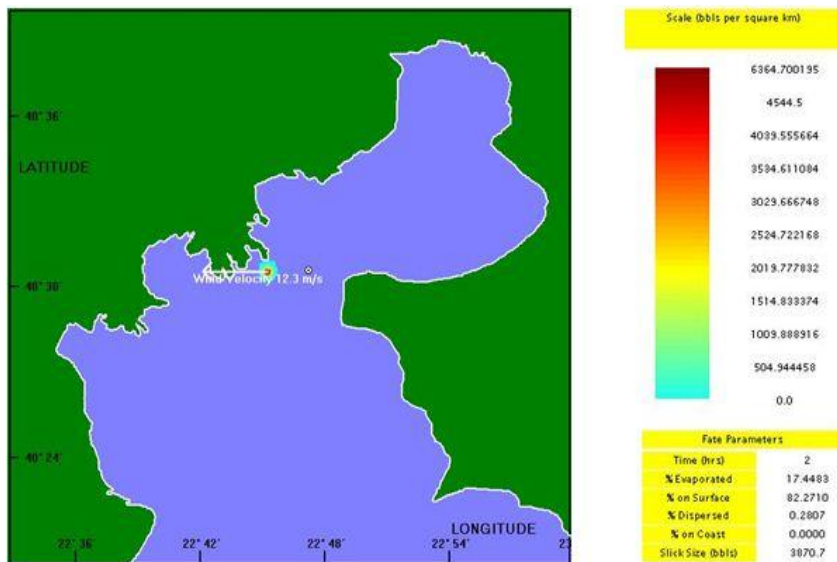 Scale (bbls per square km)
6364.700195
4544.5
4039.555664
3534.611084
3029.666748
2524.722168
2019.777832
1514.833374
1009.888916
504.944458
0.0
40° 36'
LATITUDE
40° 30'
Wind Velocity 12.3 m/s
40° 24'
LONGITUDE
22° 36' 22° 42' 22° 48' 22° 54' 23
Fate Parameters
Time (hrs) 2
% Evaporated 17.4483
% on Surface 82.2710
% Dispersed 0.2807
% on Coast 0.0000
Slick Size (bbls) 3870.7